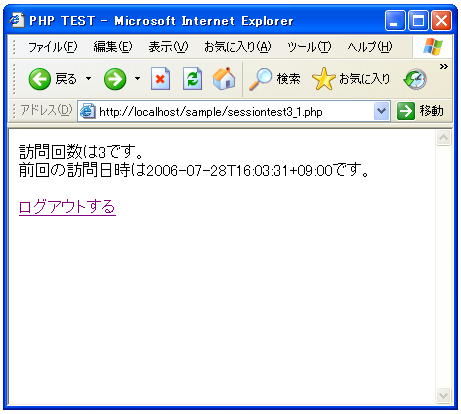 PHP TEST - Microsoft Internet Explorer
ファイル(F) 編集(E) 表示(V) お気に入り(A) ツール(T) ヘルプ(H)
戻る 検索 お気に入り »
アドレス(D) http://localhost/sample/sessiontest3_1.php 移動
訪問回数は3です。
前回の訪問日時は2006-07-28T16:03:31+09:00です。
ログアウトする